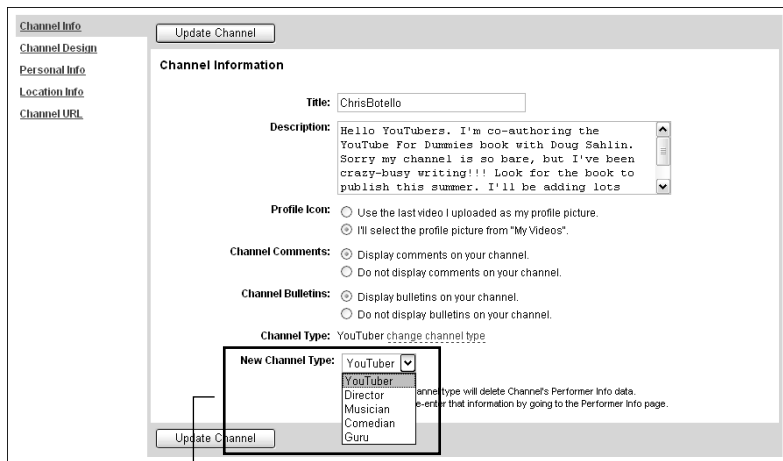 Channel Info
Channel Design
Personal Info
Location Info
Channel URL
Update Channel
Channel Information
Title: ChrisBotello
Description: Hello YouTubers. I'm co-authoring the
YouTube For Dummies book with Doug Sahlin.
Sorry my channel is so bare, but I've been
crazy-busy writing!!! Look for the book to
publish this summer. I'll be adding lots
Profile Icon: Use the last video I uploaded as my profile picture.
I'll select the profile picture from "My Videos".
Channel Comments: Display comments on your channel.
Do not display comments on your channel.
Channel Bulletins: Display bulletins on your channel.
Do not display bulletins on your channel.
Channel Type: YouTuber change channel type
New Channel Type: YouTuber
YouTuber
Director
Musician
Comedian
Guru
type will delete Channel's Performer Info data.
that information by going to the Performer Info page.
Update Channel